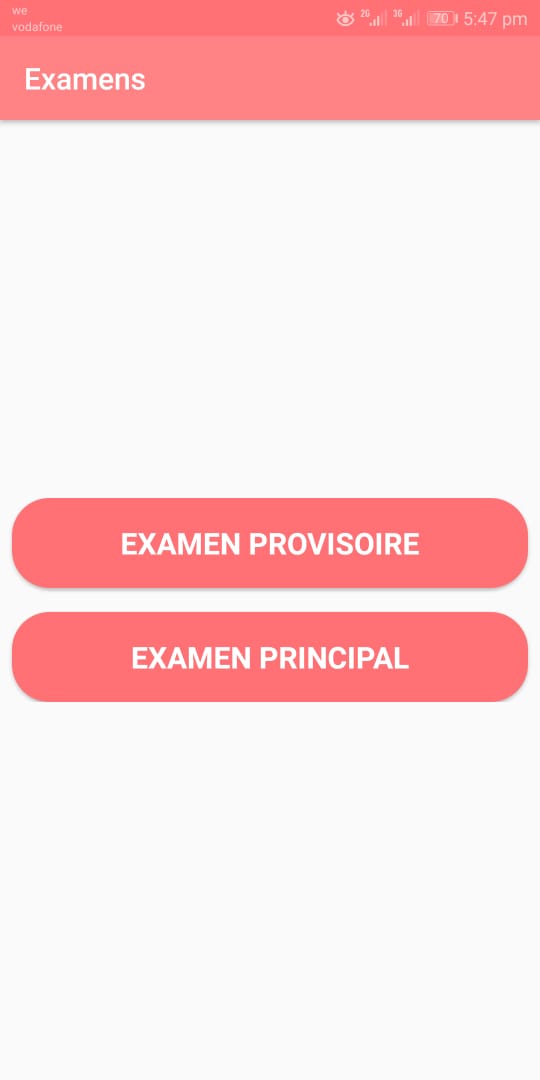 we
vodafone
2G
3G
70
5:47 pm
Examens
EXAMEN PROVISOIRE
EXAMEN PRINCIPAL